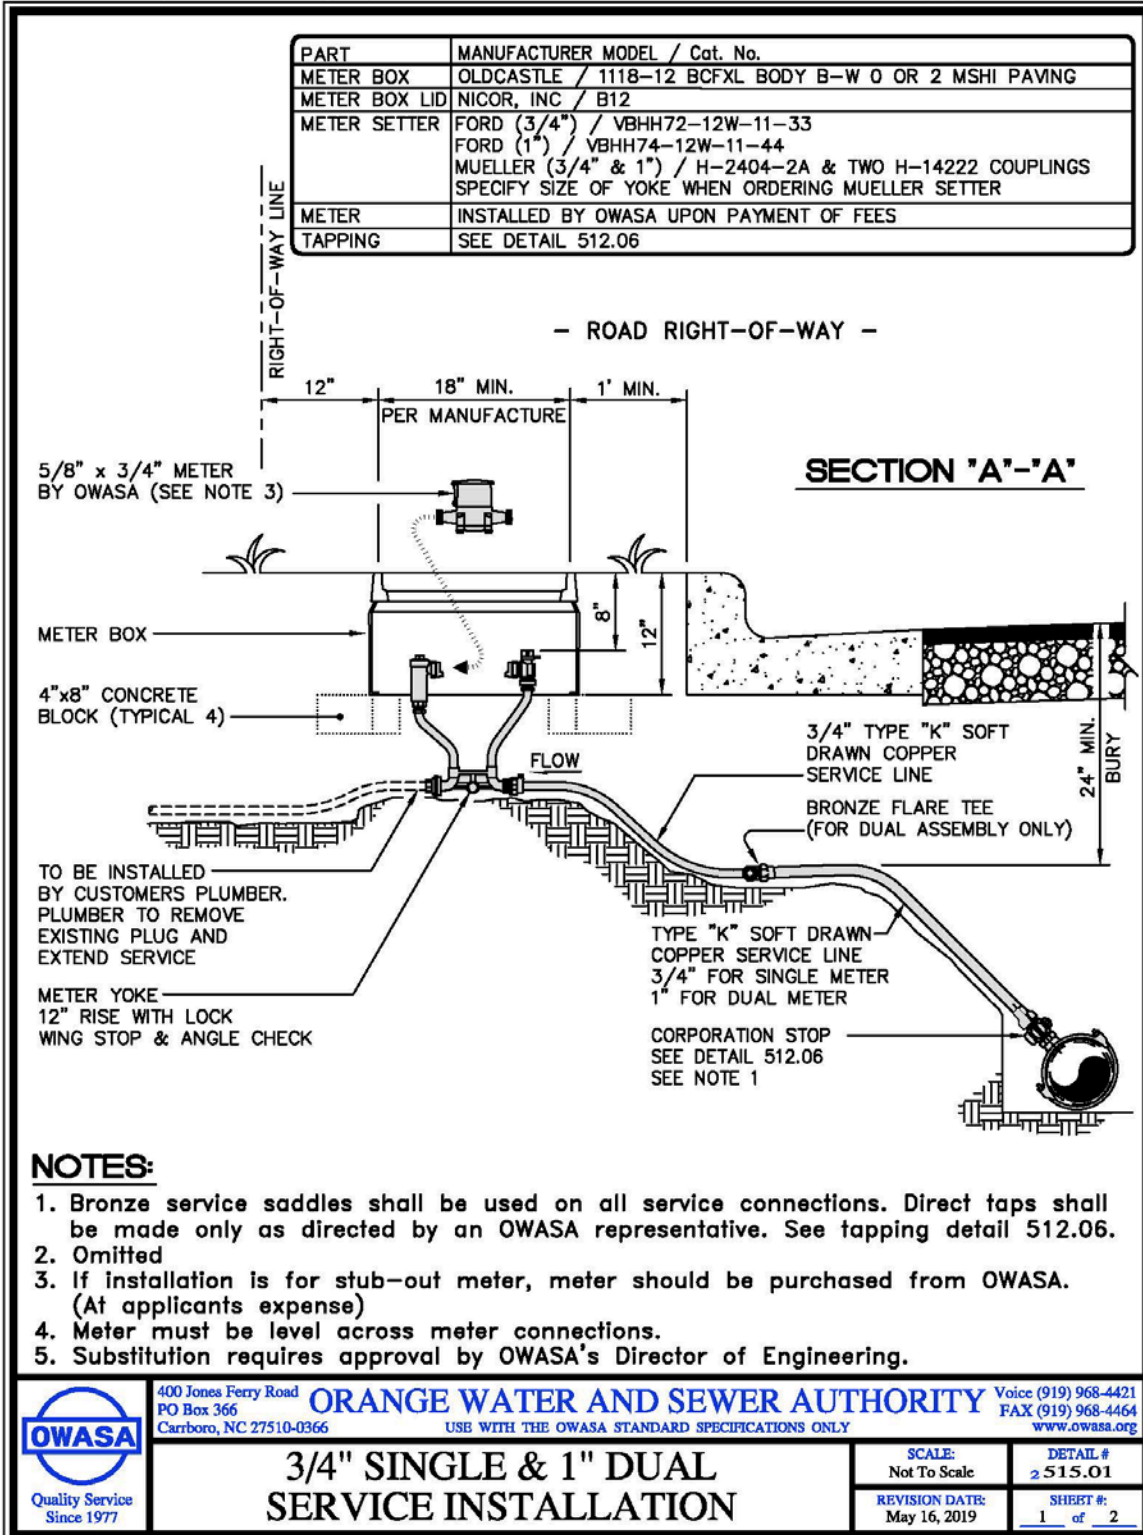 PART MANUFACTURER MODEL / Cat. No.
METER BOX OLDCASTLE / 1118-12 BCFXL BODY B-W 0 OR 2 MSHI PAVING
METER BOX LID NICOR, INC / B12
METER SETTER FORD (3/4") / VBHH72-12W-11-33
FORD (1") / VBHH74-12W-11-44
MUELLER (3/4" & 1") / H-2404-2A & TWO H-14222 COUPLINGS
SPECIFY SIZE OF YOKE WHEN ORDERING MUELLER SETTER
METER INSTALLED BY OWASA UPON PAYMENT OF FEES
TAPPING SEE DETAIL 512.06
RIGHT-OF-WAY LINE
- ROAD RIGHT-OF-WAY -
12" 18" MIN. 1' MIN.
PER MANUFACTURE
5/8" x 3/4" METER
BY OWASA (SEE NOTE 3)
SECTION "A"-"A"
8"
12"
METER BOX
4"x8" CONCRETE
BLOCK (TYPICAL 4)
FLOW
3/4" TYPE "K" SOFT
DRAWN COPPER
SERVICE LINE
24" MIN.
BURY
BRONZE FLARE TEE
(FOR DUAL ASSEMBLY ONLY)
TO BE INSTALLED
BY CUSTOMERS PLUMBER.
PLUMBER TO REMOVE
EXISTING PLUG AND
EXTEND SERVICE
TYPE "K" SOFT DRAWN
COPPER SERVICE LINE
3/4" FOR SINGLE METER
1" FOR DUAL METER
METER YOKE
12" RISE WITH LOCK
WING STOP & ANGLE CHECK
CORPORATION STOP
SEE DETAIL 512.06
SEE NOTE 1
NOTES:
1. Bronze service saddles shall be used on all service connections. Direct taps shall
be made only as directed by an OWASA representative. See tapping detail 512.06.
2. Omitted
3. If installation is for stub-out meter, meter should be purchased from OWASA.
(At applicants expense)
4. Meter must be level across meter connections.
5. Substitution requires approval by OWASA's Director of Engineering.
OWASA
Quality Service
Since 1977
400 Jones Ferry Road
PO Box 366
Carrboro, NC 27510-0366
ORANGE WATER AND SEWER AUTHORITY
USE WITH THE OWASA STANDARD SPECIFICATIONS ONLY
Voice (919) 968-4421
FAX (919) 968-4464
www.owasa.org
3/4" SINGLE & 1" DUAL
SERVICE INSTALLATION
SCALE:
Not To Scale
DETAIL #
2 515.01
REVISION DATE:
May 16, 2019
SHEET #:
1 of 2